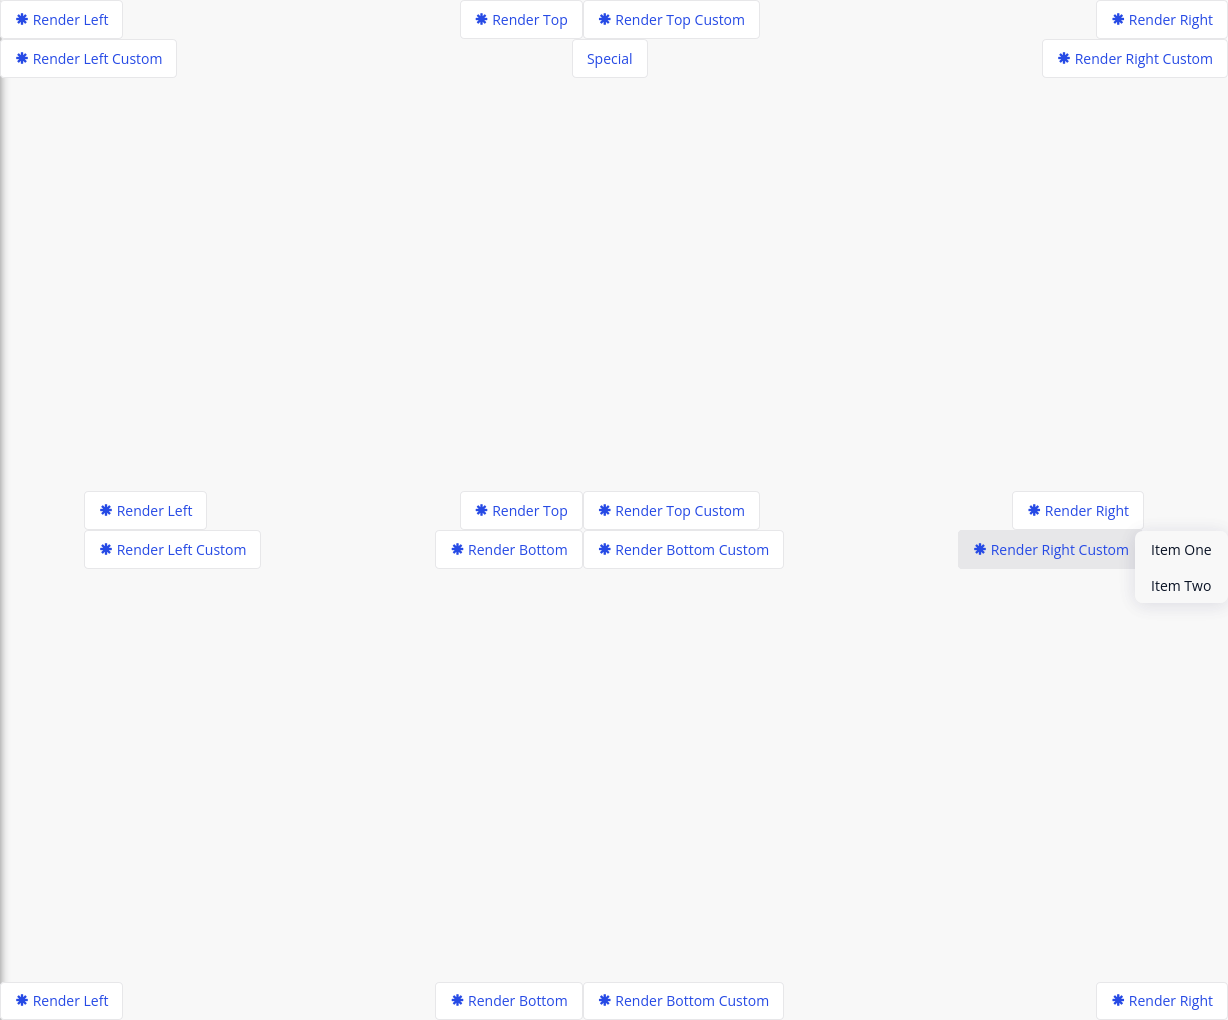 Render Left
Render Top
Render Top Custom
Render Right
Render Left Custom
Special
Render Right Custom
Render Left
Render Top
Render Top Custom
Render Right
Render Left Custom
Render Bottom
Render Bottom Custom
Render Right Custom
Item One
Item Two
Render Left
Render Bottom
Render Bottom Custom
Render Right